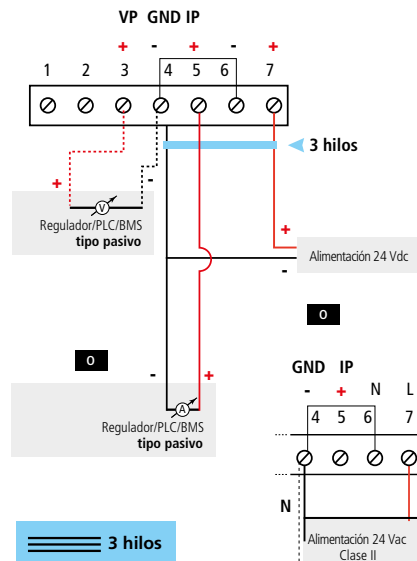 VP GND IP
+ - + - +
1 2 3 4 5 6 7
3 hilos
+ -
V
Regulador/PLC/BMS
tipo pasivo
+
Alimentación 24 Vdc
-
o
o
- +
A
Regulador/PLC/BMS
tipo pasivo
GND IP
- + N L
4 5 6 7
N
Alimentación 24 Vac
Clase II
3 hilos